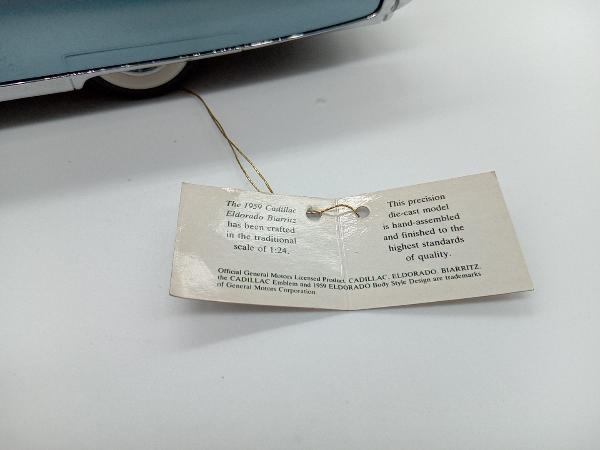 The 1959 Cadillac
Eldorado Biarritz
has been crafted
in the traditional
scale of 1:24.
This precision
die-cast model
is hand-assembled
and finished to the
highest standards
of quality.
Official General Motors Licensed Product. CADILLAC, ELDORADO, BIARRITZ,
the CADILLAC Emblem and 1959 ELDORADO Body Style Design are trademarks
of General Motors Corporation.